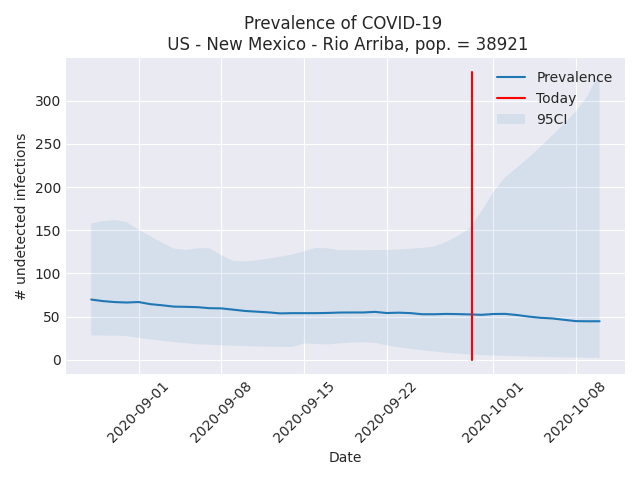 Prevalence of COVID-19
US - New Mexico - Rio Arriba, pop. = 38921
Prevalence
Today
95CI
# undetected infections
300
250
200
150
100
50
0
2020-09-01
2020-09-08
2020-09-15
2020-09-22
2020-10-01
2020-10-08
Date